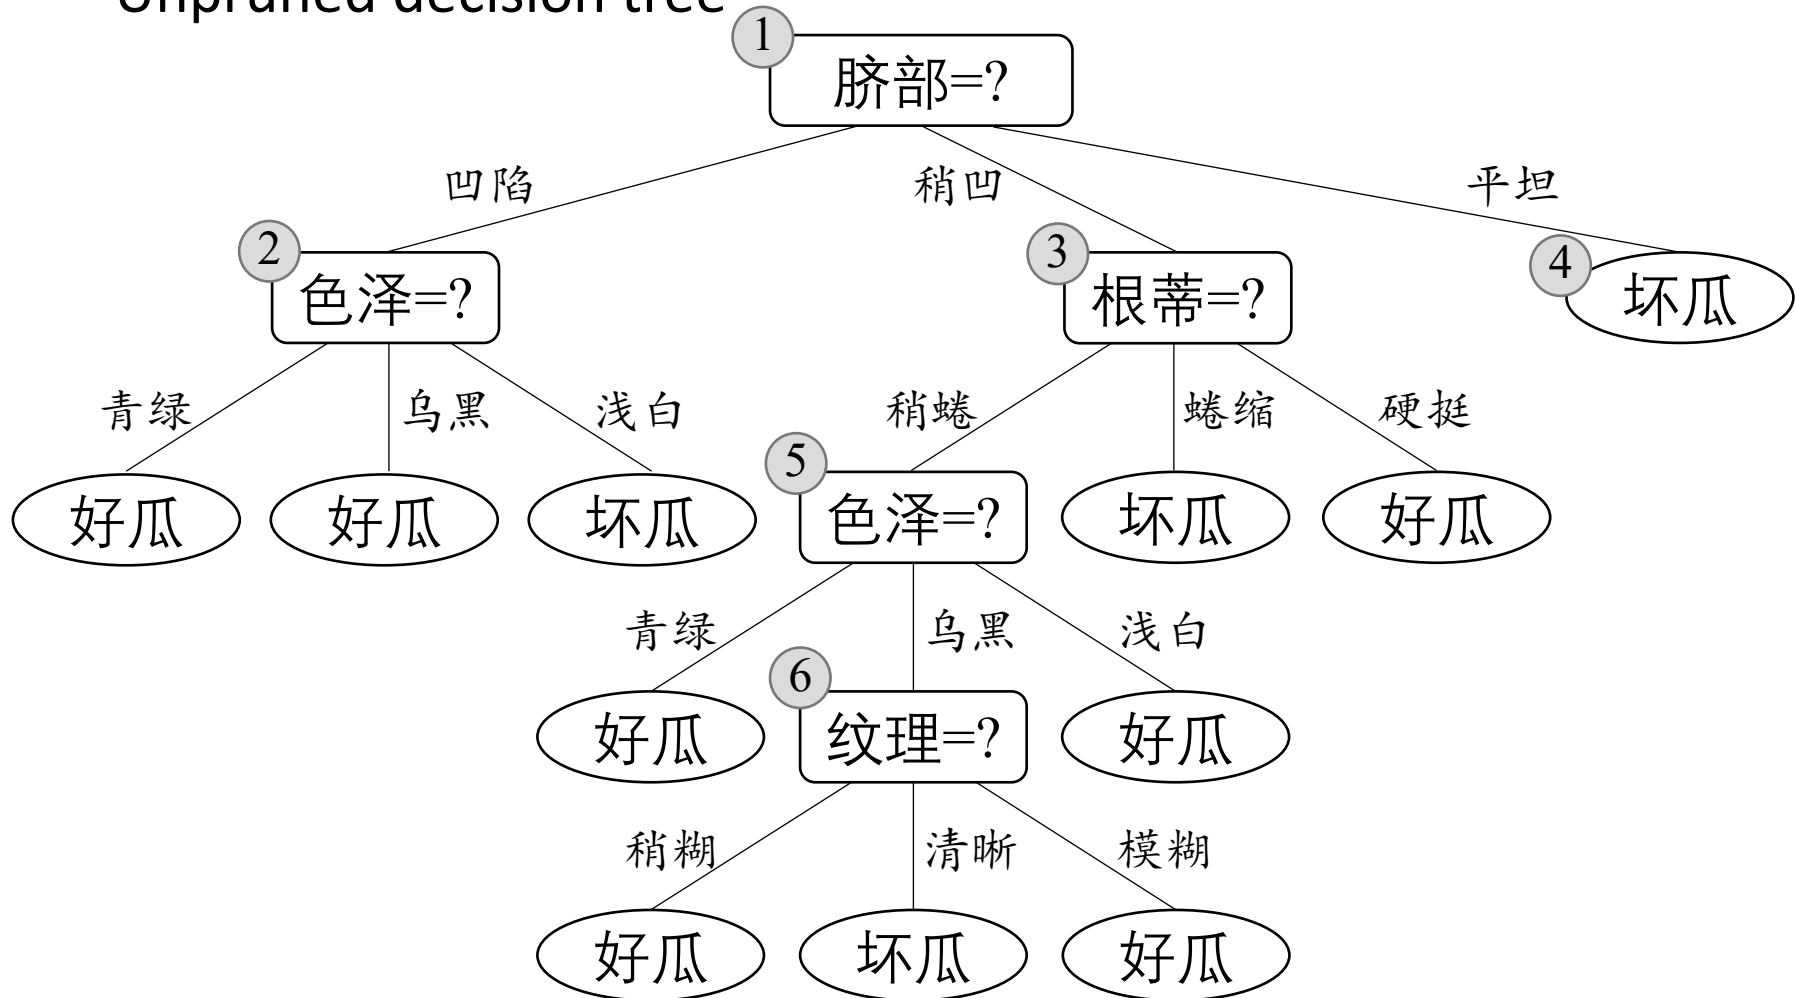 Unpruned decision tree
1
脐部=?
凹陷
稍凹
平坦
2
色泽=?
3
根蒂=?
4
坏瓜
青绿
乌黑
浅白
稍蜷
蜷缩
硬挺
好瓜
好瓜
坏瓜
5
色泽=?
坏瓜
好瓜
青绿
乌黑
浅白
好瓜
6
纹理=?
好瓜
稍糊
清晰
模糊
好瓜
坏瓜
好瓜